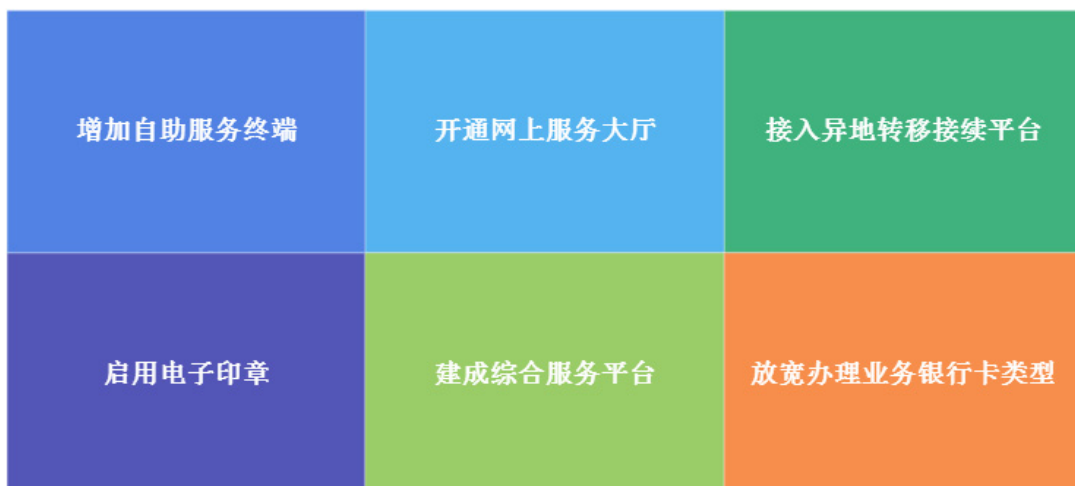 增加自助服务终端
开通网上服务大厅
接入异地转移接续平台
启用电子印章
建成综合服务平台
放宽办理业务银行卡类型